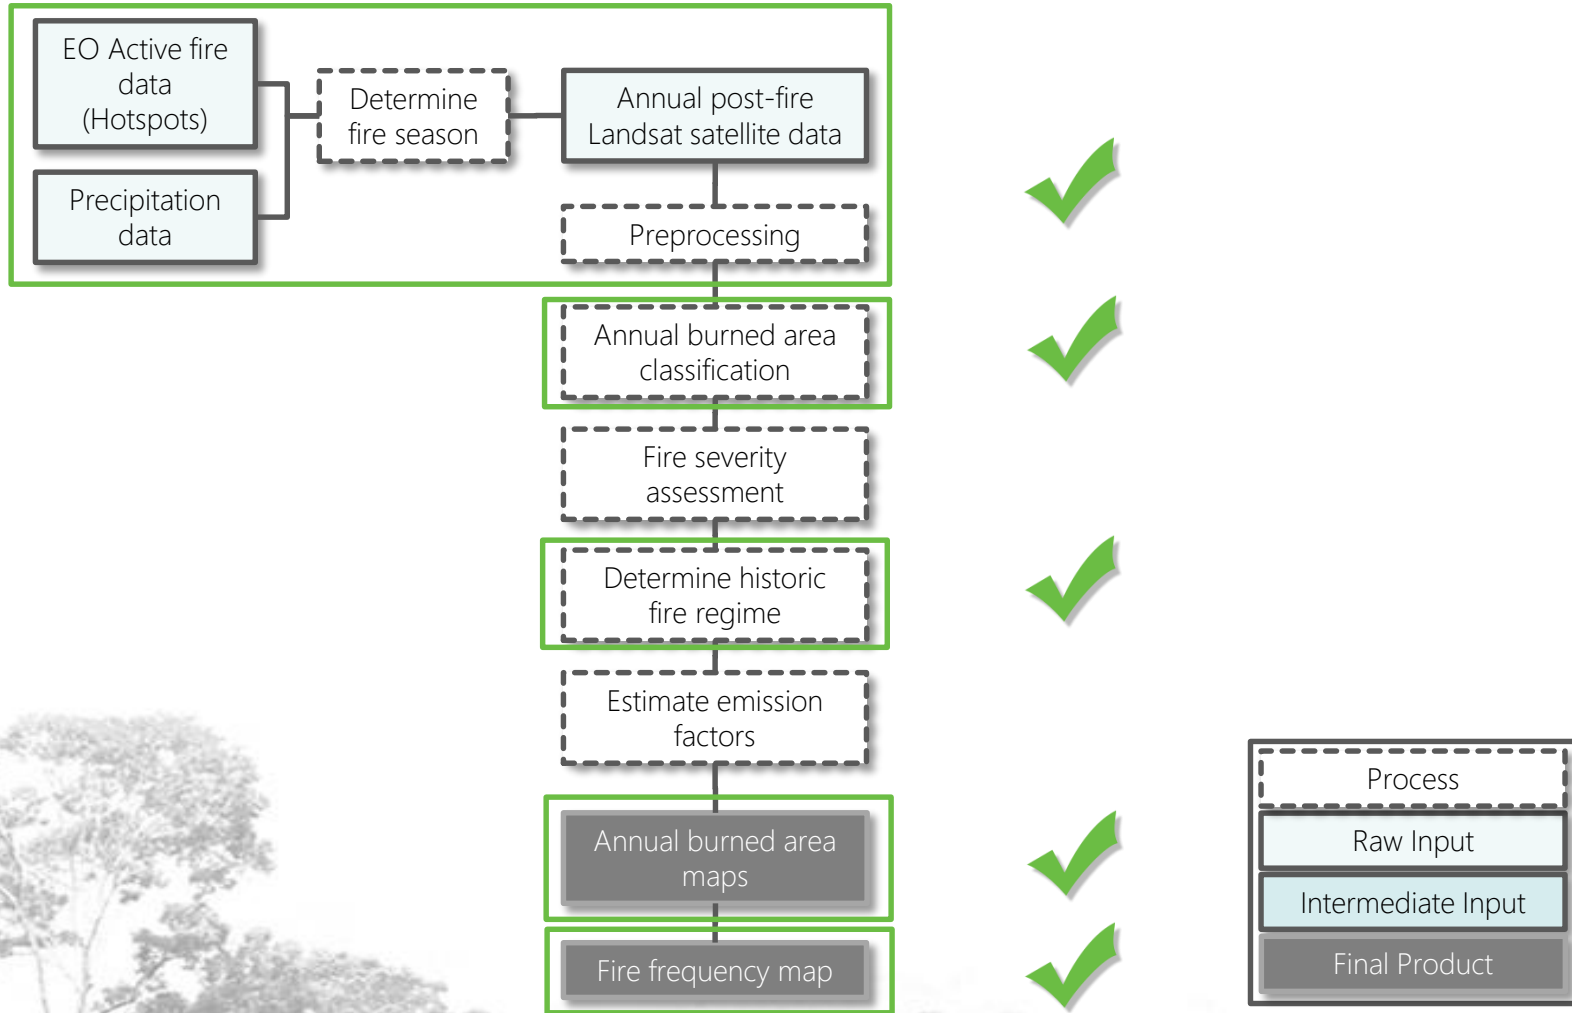 EO Active fire
data
(Hotspots)
Determine
fire season
Annual post-fire
Landsat satellite data
Precipitation
data
Preprocessing
Annual burned area
classification
Fire severity
assessment
Determine historic
fire regime
Estimate emission
factors
Annual burned area
maps
Fire frequency map
Process
Raw Input
Intermediate Input
Final Product